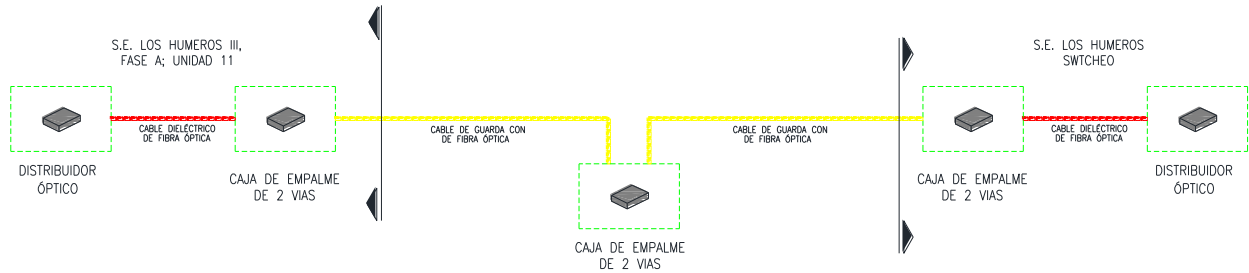 S.E. LOS HUMEROS III,
FASE A; UNIDAD 11
S.E. LOS HUMEROS
SWTCHEO
CABLE DIELÉCTRICO
DE FIBRA ÓPTICA
CABLE DE GUARDA CON
DE FIBRA ÓPTICA
CABLE DE GUARDA CON
DE FIBRA ÓPTICA
CABLE DIELÉCTRICO
DE FIBRA ÓPTICA
DISTRIBUIDOR
ÓPTICO
CAJA DE EMPALME
DE 2 VIAS
CAJA DE EMPALME
DE 2 VIAS
DISTRIBUIDOR
ÓPTICO
CAJA DE EMPALME
DE 2 VIAS